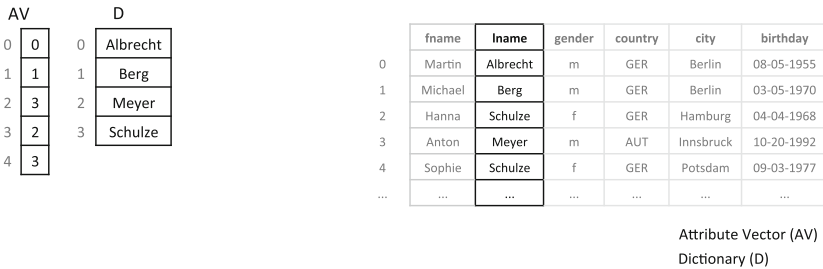 AV D
0 0 0 Albrecht
1 1 1 Berg
2 3 2 Meyer
3 2 3 Schulze
4 3
fname lname gender country city birthday
0 Martin Albrecht m GER Berlin 08-05-1955
1 Michael Berg m GER Berlin 03-05-1970
2 Hanna Schulze f GER Hamburg 04-04-1968
3 Anton Meyer m AUT Innsbruck 10-20-1992
4 Sophie Schulze f GER Potsdam 09-03-1977
... ... ... ... ... ... ...
Attribute Vector (AV)
Dictionary (D)